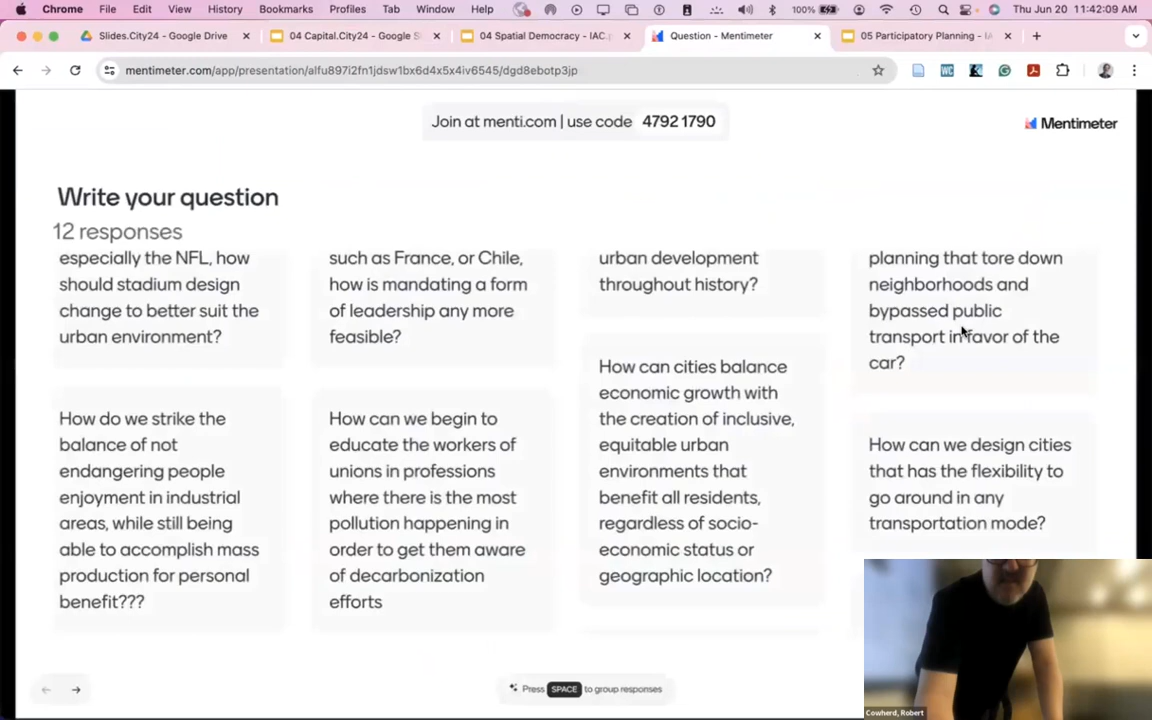 Chrome File Edit View History Bookmarks Profiles Tab Window Help 100% Thu Jun 20 11:42:09 AM
Slides.City24 - Google Drive
04 Capital.City24 - Google S
04 Spatial Democracy - IAC.p
Question - Mentimeter
05 Participatory Planning - IA
mentimeter.com/app/presentation/alfu897i2fn1jdsw1bx6d4x5x4iv6545/dgd8ebotp3jp
Join at menti.com | use code 4792 1790
Mentimeter
Write your question
12 responses
especially the NFL, how
should stadium design
change to better suit the
urban environment?
such as France, or Chile,
how is mandating a form
of leadership any more
feasible?
urban development
throughout history?
planning that tore down
neighborhoods and
bypassed public
transport in favor of the
car?
How do we strike the
balance of not
endangering people
enjoyment in industrial
areas, while still being
able to accomplish mass
production for personal
benefit???
How can we begin to
educate the workers of
unions in professions
where there is the most
pollution happening in
order to get them aware
of decarbonization
efforts
How can cities balance
economic growth with
the creation of inclusive,
equitable urban
environments that
benefit all residents,
regardless of socio-
economic status or
geographic location?
How can we design cities
that has the flexibility to
go around in any
transportation mode?
Press SPACE to group responses
Cowherd, Robert